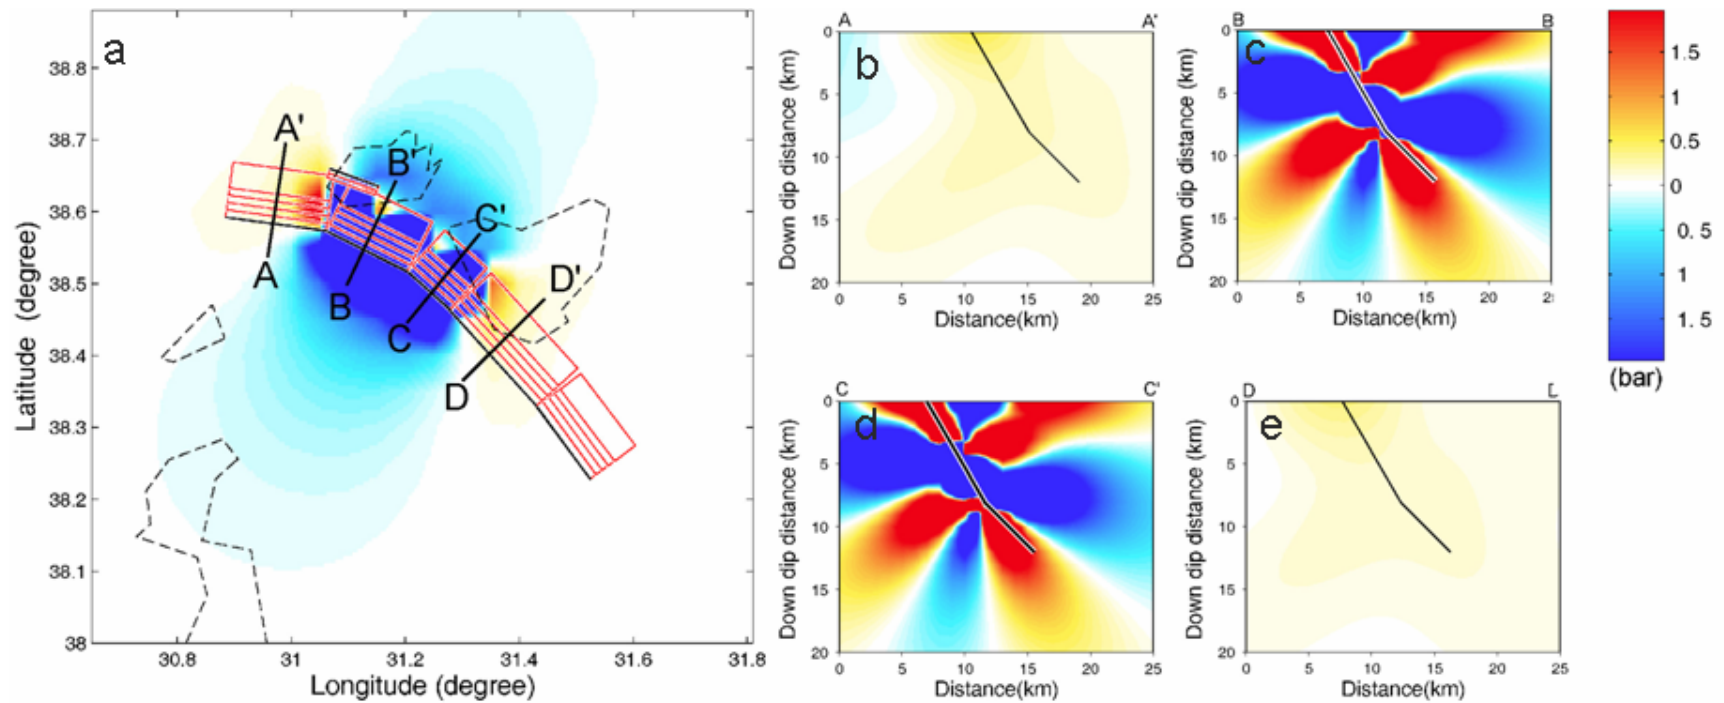 a
38.8
38.7
38.6
38.5
38.4
38.3
38.2
38.1
38
30.8
31
31.2
31.4
31.6
31.8
Latitude (degree)
Longitude (degree)
A'
A
B'
B
C'
C
D'
D
A A'
b
0
5
10
15
20
0 5 10 15 20 25
Down dip distance (km)
Distance(km)
B B
c
0
5
10
15
20
0 5 10 15 20 2
Down dip distance (km)
Distance(km)
1.5
1
0.5
0
0.5
1
1.5
(bar)
C C'
d
0
5
10
15
20
0 5 10 15 20 25
Down dip distance (km)
Distance(km)
D
e
0
5
10
15
20
0 5 10 15 20 25
Down dip distance (km)
Distance(km)